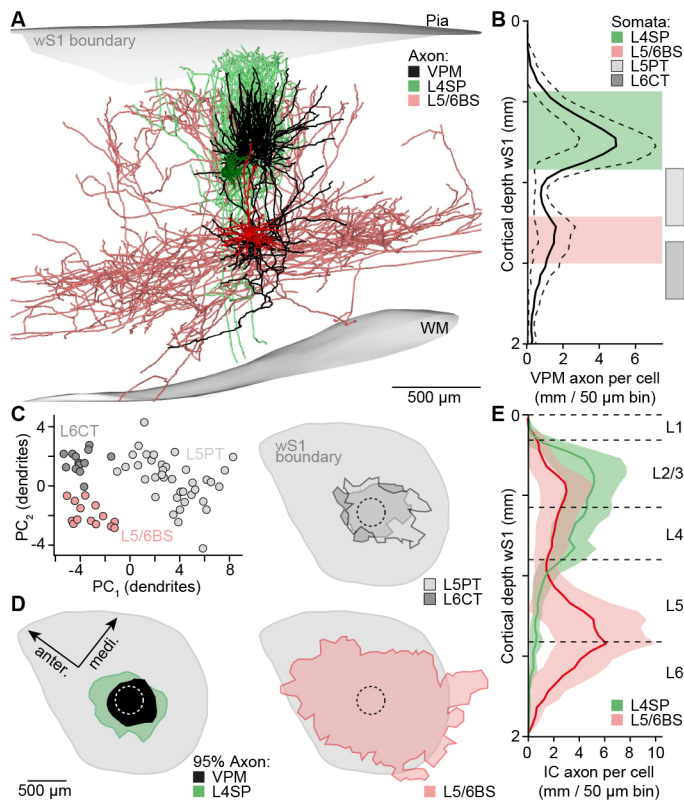 A
Pia
wS1 boundary
Axon:
VPM
L4SP
L5/6BS
WM
500 µm
B
Somata:
L4SP
L5/6BS
L5PT
L6CT
0
Cortical depth wS1 (mm)
2
0 2 4 6
VPM axon per cell
(mm / 50 µm bin)
C
L6CT
L5PT
L5/6BS
4
2
0
-4
PC2 (dendrites)
-4 0 4 8
PC1 (dendrites)
wS1
boundary
L5PT
L6CT
D
anter.
medi.
500 µm
95% Axon:
VPM
L4SP
L5/6BS
E
0
L1
L2/3
L4
L5
L6
Cortical depth wS1 (mm)
L4SP
L5/6BS
2
0 2 4 6 8 10
IC axon per cell
(mm / 50 µm bin)